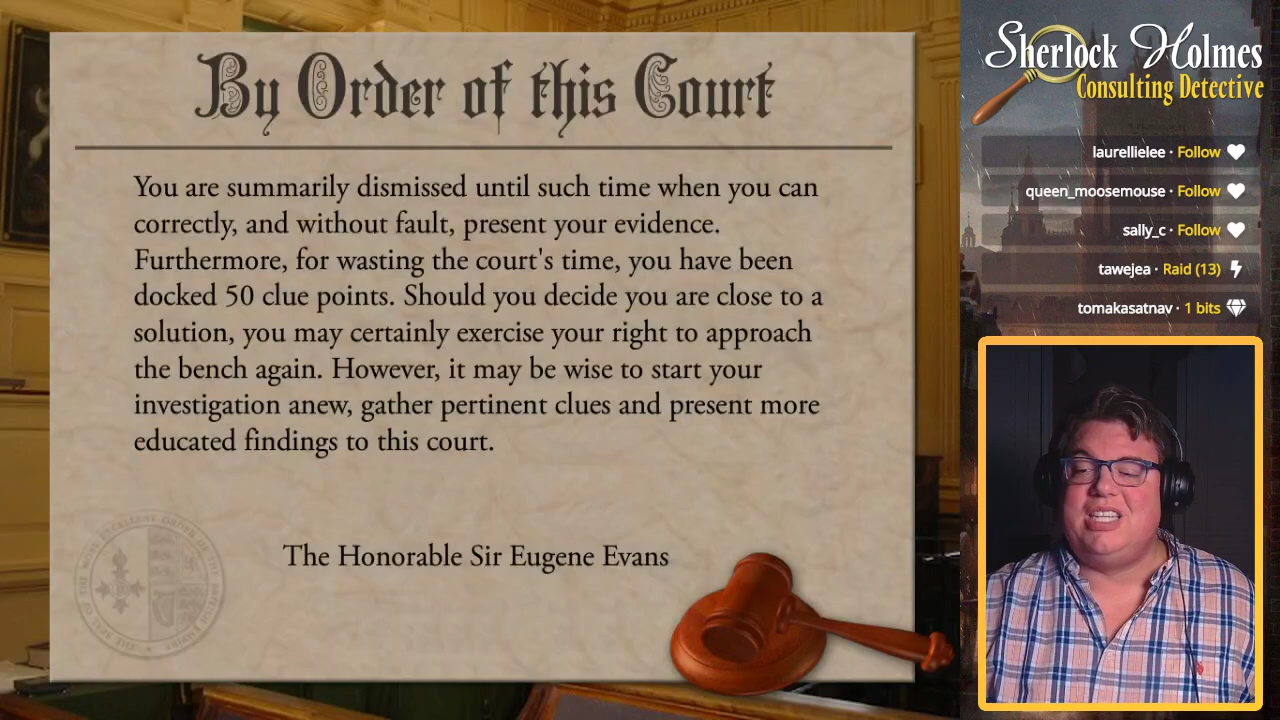 By Order of this Court
You are summarily dismissed until such time when you can
correctly, and without fault, present your evidence.
Furthermore, for wasting the court's time, you have been
docked 50 clue points. Should you decide you are close to a
solution, you may certainly exercise your right to approach
the bench again. However, it may be wise to start your
investigation anew, gather pertinent clues and present more
educated findings to this court.
The Honorable Sir Eugene Evans
Sherlock Holmes
Consulting Detective
laurellielee · Follow
queen_moosemouse · Follow
sally_c · Follow
tawejea · Raid (13)
tomakasatnav · 1 bits